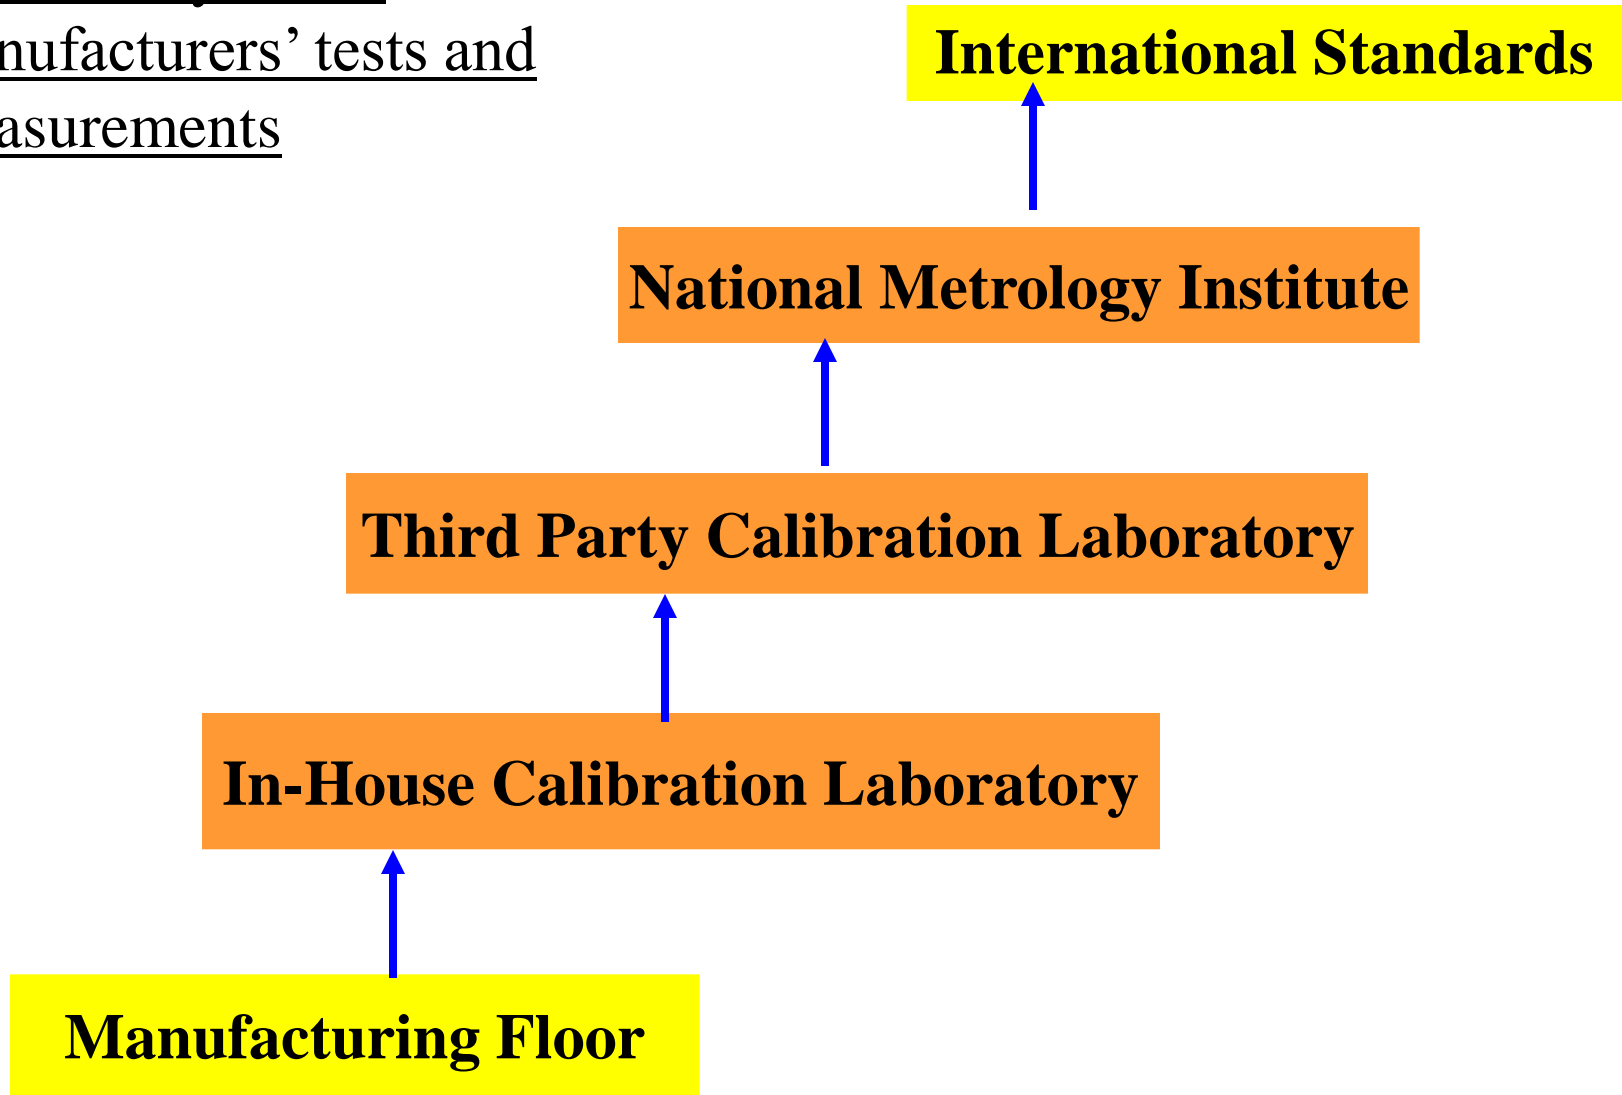 nufacturers’ tests and
asurements
International Standards
National Metrology Institute
Third Party Calibration Laboratory
In-House Calibration Laboratory
Manufacturing Floor